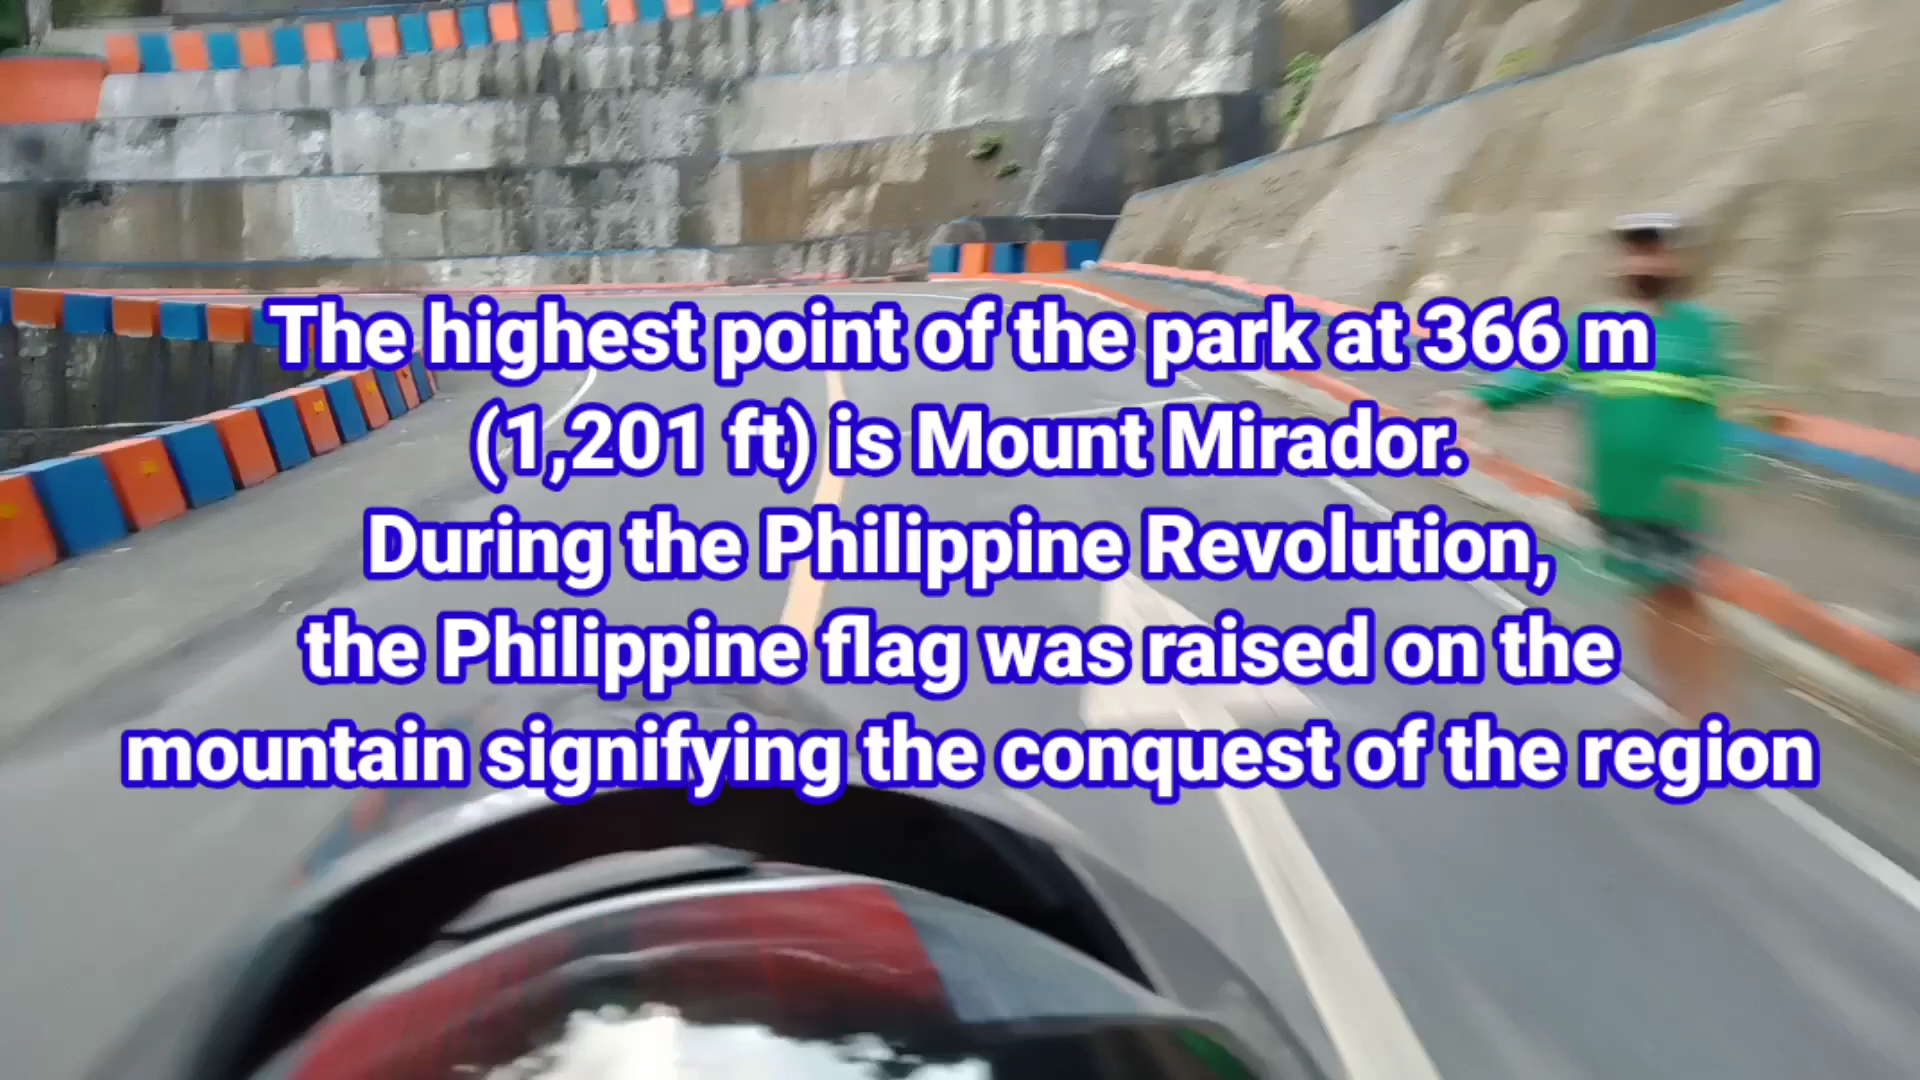 The highest point of the park at 366 m
(1,201 ft) is Mount Mirador.
During the Philippine Revolution,
the Philippine flag was raised on the
mountain signifying the conquest of the region